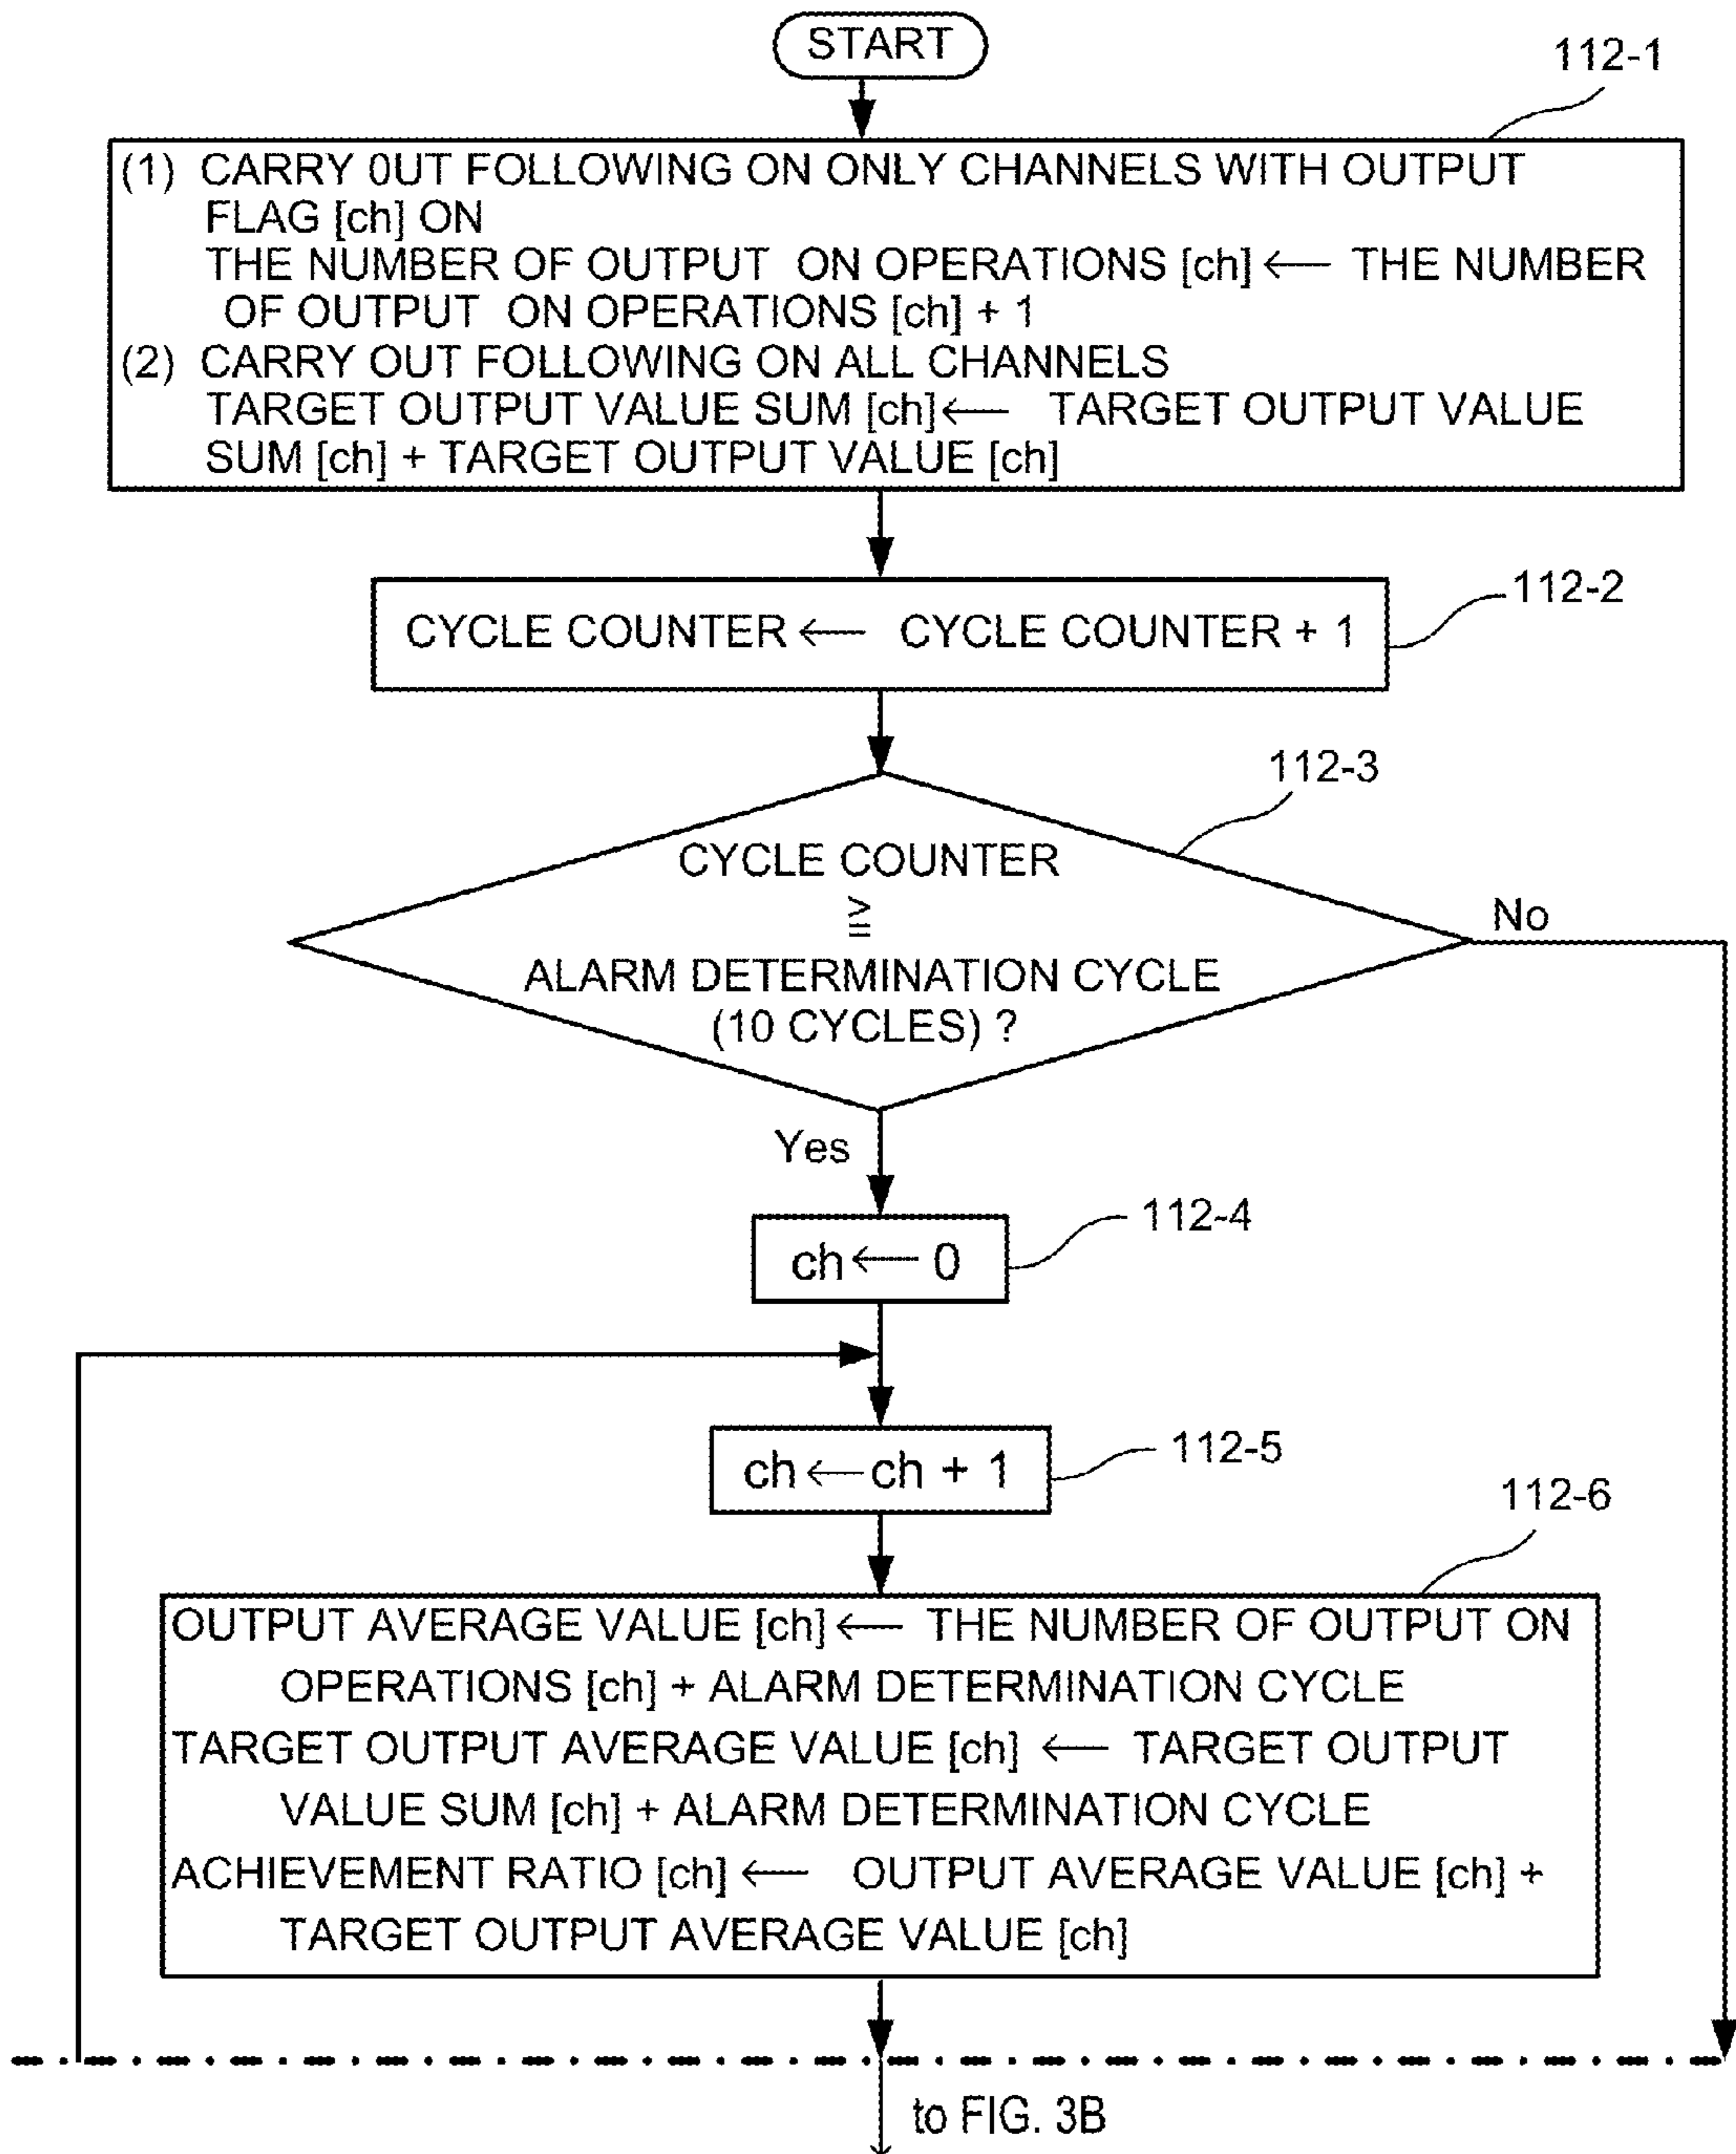 START
112-1
(1) CARRY 0UT FOLLOWING ON ONLY CHANNELS WITH OUTPUT
FLAG [ch] ON
THE NUMBER OF OUTPUT ON OPERATIONS [ch] ← THE NUMBER
OF OUTPUT ON OPERATIONS [ch] + 1
(2) CARRY OUT FOLLOWING ON ALL CHANNELS
TARGET OUTPUT VALUE SUM [ch] ← TARGET OUTPUT VALUE
SUM [ch] + TARGET OUTPUT VALUE [ch]
112-2
CYCLE COUNTER ← CYCLE COUNTER + 1
112-3
CYCLE COUNTER
≧
ALARM DETERMINATION CYCLE
(10 CYCLES) ?
No
Yes
112-4
ch ← 0
112-5
ch ← ch + 1
112-6
OUTPUT AVERAGE VALUE [ch] ← THE NUMBER OF OUTPUT ON
OPERATIONS [ch] + ALARM DETERMINATION CYCLE
TARGET OUTPUT AVERAGE VALUE [ch] ← TARGET OUTPUT
VALUE SUM [ch] + ALARM DETERMINATION CYCLE
ACHIEVEMENT RATIO [ch] ← OUTPUT AVERAGE VALUE [ch] +
TARGET OUTPUT AVERAGE VALUE [ch]
to FIG. 3B